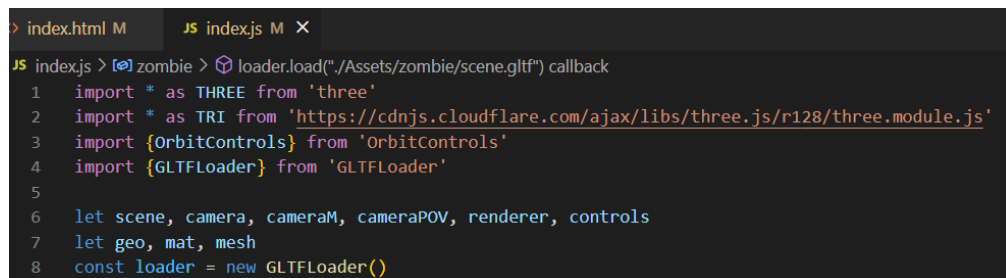 index.html M JS index.js M X
JS index.js > zombie > loader.load("./Assets/zombie/scene.gltf") callback
1 import * as THREE from 'three'
2 import * as TRI from 'https://cdnjs.cloudflare.com/ajax/libs/three.js/r128/three.module.js'
3 import {OrbitControls} from 'OrbitControls'
4 import {GLTFLoader} from 'GLTFLoader'
5
6 let scene, camera, cameraM, cameraPOV, renderer, controls
7 let geo, mat, mesh
8 const loader = new GLTFLoader()